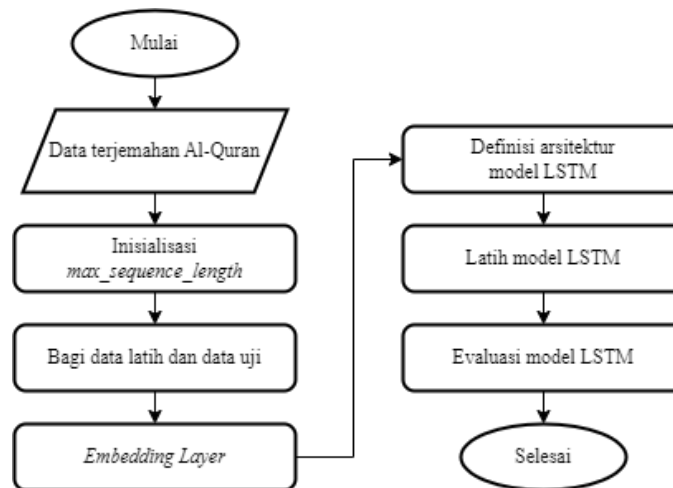 Mulai
Data terjemahan Al-Quran
Inisialisasi
max_sequence_length
Bagi data latih dan data uji
Embedding Layer
Definisi arsitektur
model LSTM
Latih model LSTM
Evaluasi model LSTM
Selesai